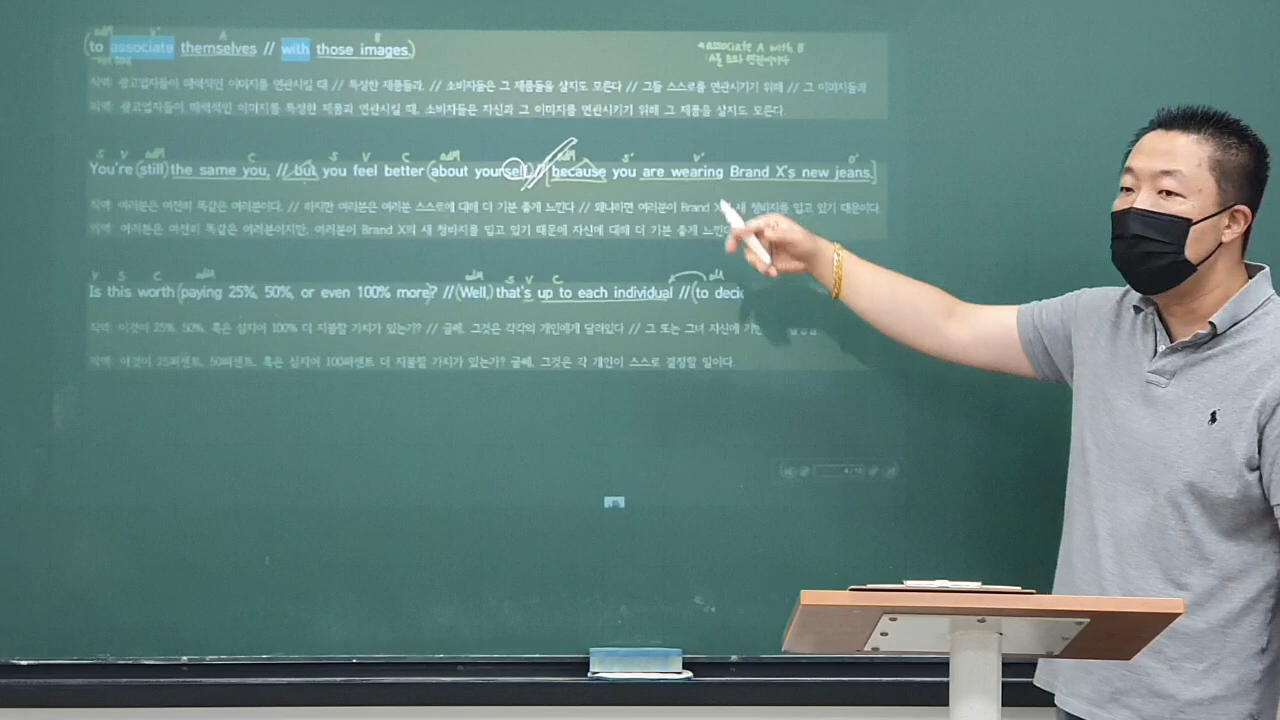 adM V' A B
(to associate themselves // with those images.)
*associate A with B
A를 B와 연관시키다
직역: 광고업자들이 매력적인 이미지를 연관시킬 때 // 특정한 제품들과, // 소비자들은 그 제품들을 살지도 모른다 // 그들 스스로를 연관시키기 위해 // 그 이미지들과
의역: 광고업자들이 매력적인 이미지를 특정한 제품과 연관시킬 때, 소비자들은 자신과 그 이미지를 연관시키기 위해 그 제품을 살지도 모른다.
S V adM C S V C adM adM S' V' O'
You're (still) the same you, // but you feel better (about yourself) // [because you are wearing Brand X's new jeans.]
직역: 여러분은 여전히 똑같은 여러분이다. // 하지만 여러분은 여러분 스스로에 대해 더 기분 좋게 느낀다 // 왜냐하면 여러분이 Brand 새 청바지를 입고 있기 때문이다
의역: 여러분은 여전히 똑같은 여러분이지만, 여러분이 Brand X의 새 청바지를 입고 있기 때문에 자신에 대해 더 기분 좋게
V S C adM adM S V C aM
Is this worth (paying 25%, 50%, or even 100% more)? // (Well,) that's up to each individual // (to
직역: 이것이 25%, 50%, 혹은 심지어 100% 더 지불할 가치가 있는가? // 글쎄, 그것은 각각의 개인에게 달려있다 // 그 또는 그녀 자신에
의역: 이것이 25퍼센트, 50퍼센트, 혹은 심지어 100퍼센트 더 지불할 가치가 있는가? 글쎄, 그것은 각 개인이 스스로 결정할 일이다.